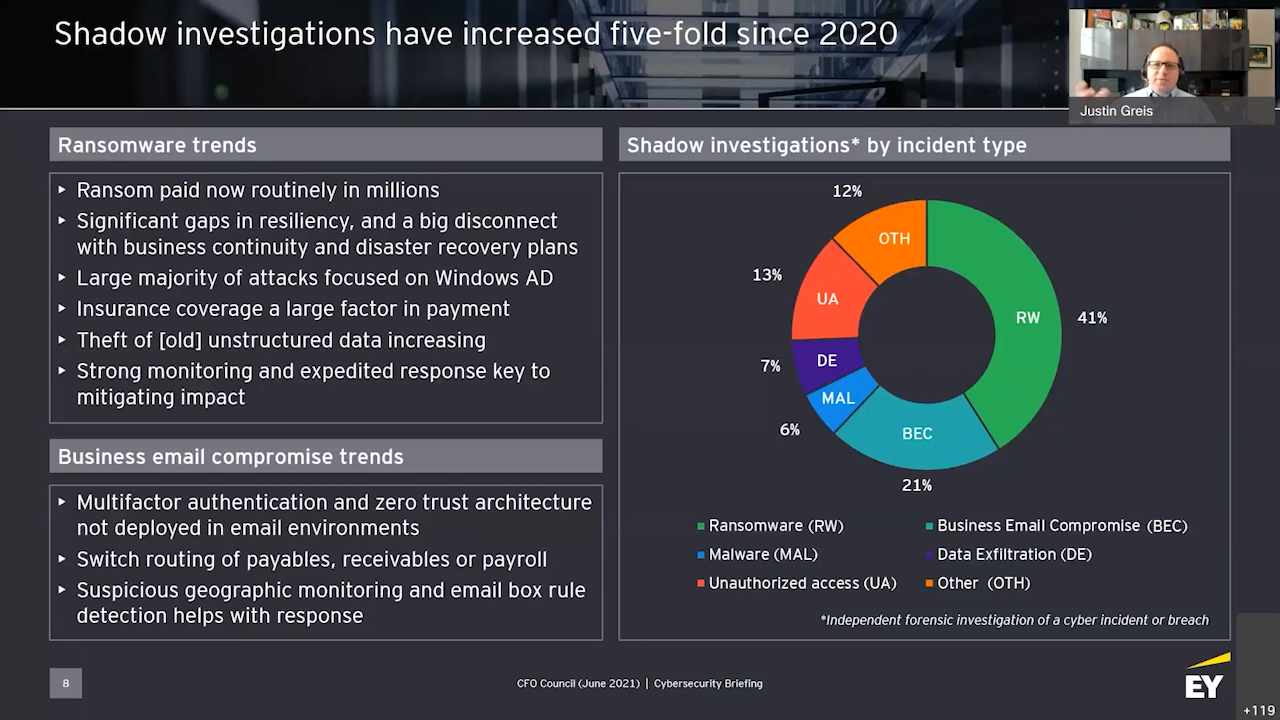 Shadow investigations have increased five-fold since 2020
Justin Greis
Ransomware trends
‣ Ransom paid now routinely in millions
‣ Significant gaps in resiliency, and a big disconnect
with business continuity and disaster recovery plans
‣ Large majority of attacks focused on Windows AD
‣ Insurance coverage a large factor in payment
‣ Theft of [old] unstructured data increasing
‣ Strong monitoring and expedited response key to
mitigating impact
Business email compromise trends
‣ Multifactor authentication and zero trust architecture
not deployed in email environments
‣ Switch routing of payables, receivables or payroll
‣ Suspicious geographic monitoring and email box rule
detection helps with response
Shadow investigations* by incident type
12%
OTH
13%
UA
RW
41%
7%
DE
MAL
6%
BEC
21%
Ransomware (RW)
Business Email Compromise (BEC)
Malware (MAL)
Data Exfiltration (DE)
Unauthorized access (UA)
Other (OTH)
*Independent forensic investigation of a cyber incident or breach
8
CFO Council (June 2021) | Cybersecurity Briefing
EY
+119